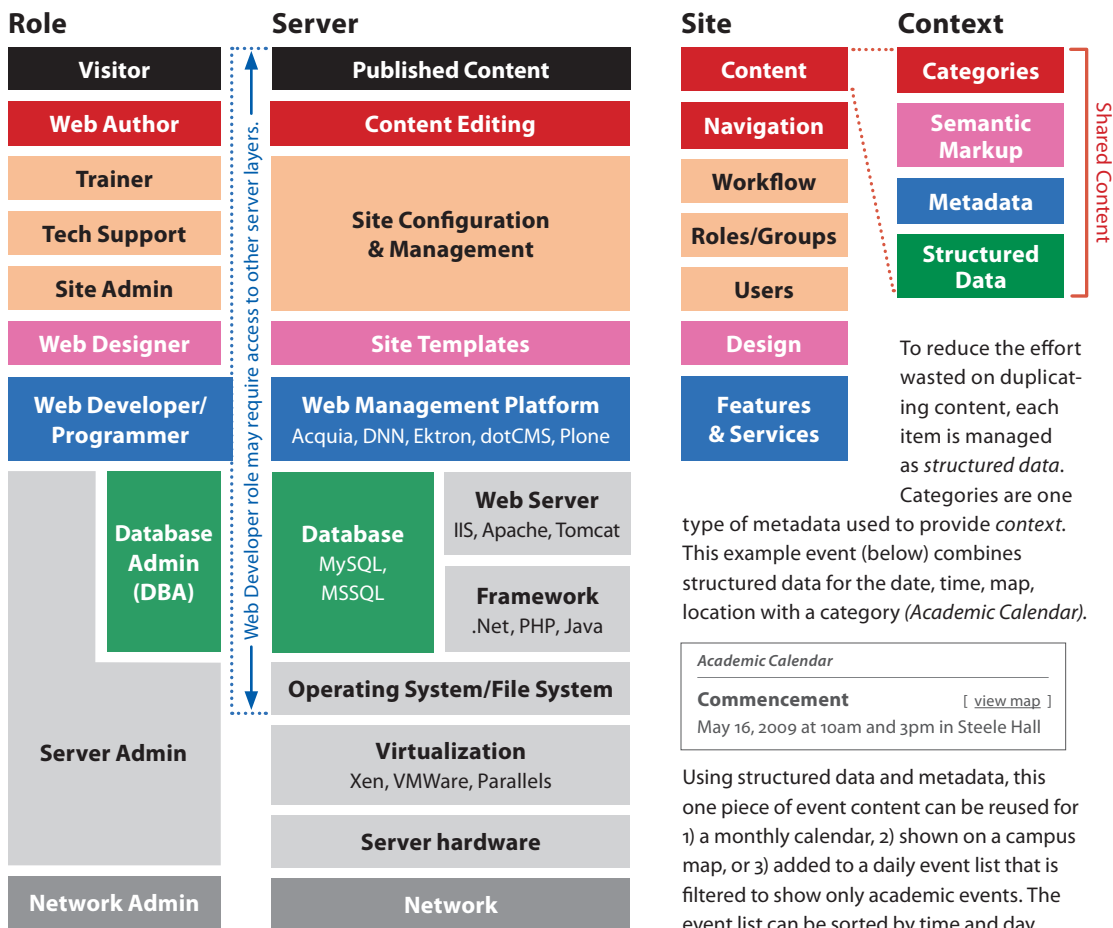 Role
Visitor
Web Author
Trainer
Tech Support
Site Admin
Web Designer
Web Developer/
Programmer
Database
Admin
(DBA)
Server Admin
Network Admin
Web Developer role may require access to other server layers.
Server
Published Content
Content Editing
Site Configuration
& Management
Site Templates
Web Management Platform
Acquia, DNN, Ektron, dotCMS, Plone
Database
MySQL,
MSSQL
Web Server
IIS, Apache, Tomcat
Framework
.Net, PHP, Java
Operating System/File System
Virtualization
Xen, VMWare, Parallels
Server hardware
Network
Site
Content
Navigation
Workflow
Roles/Groups
Users
Design
Features
& Services
Context
Categories
Semantic
Markup
Metadata
Structured
Data
Shared Content
To reduce the effort
wasted on duplicat-
ing content, each
item is managed
as structured data.
Categories are one
type of metadata used to provide context.
This example event (below) combines
structured data for the date, time, map,
location with a category (Academic Calendar).
Academic Calendar
Commencement [ view map ]
May 16, 2009 at 10am and 3pm in Steele Hall
Using structured data and metadata, this
one piece of event content can be reused for
1) a monthly calendar, 2) shown on a campus
map, or 3) added to a daily event list that is
filtered to show only academic events. The
event list can be sorted by time and day